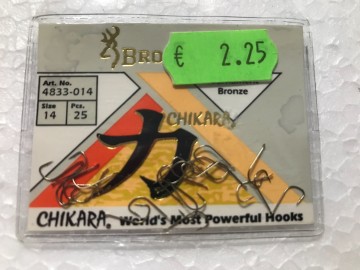 BRO
€ 2.25
Art. No.
4833-014
Size Pcs.
14 25
Bronze
CHIKARA
力
CHIKARA® World's Most Powerful Hooks